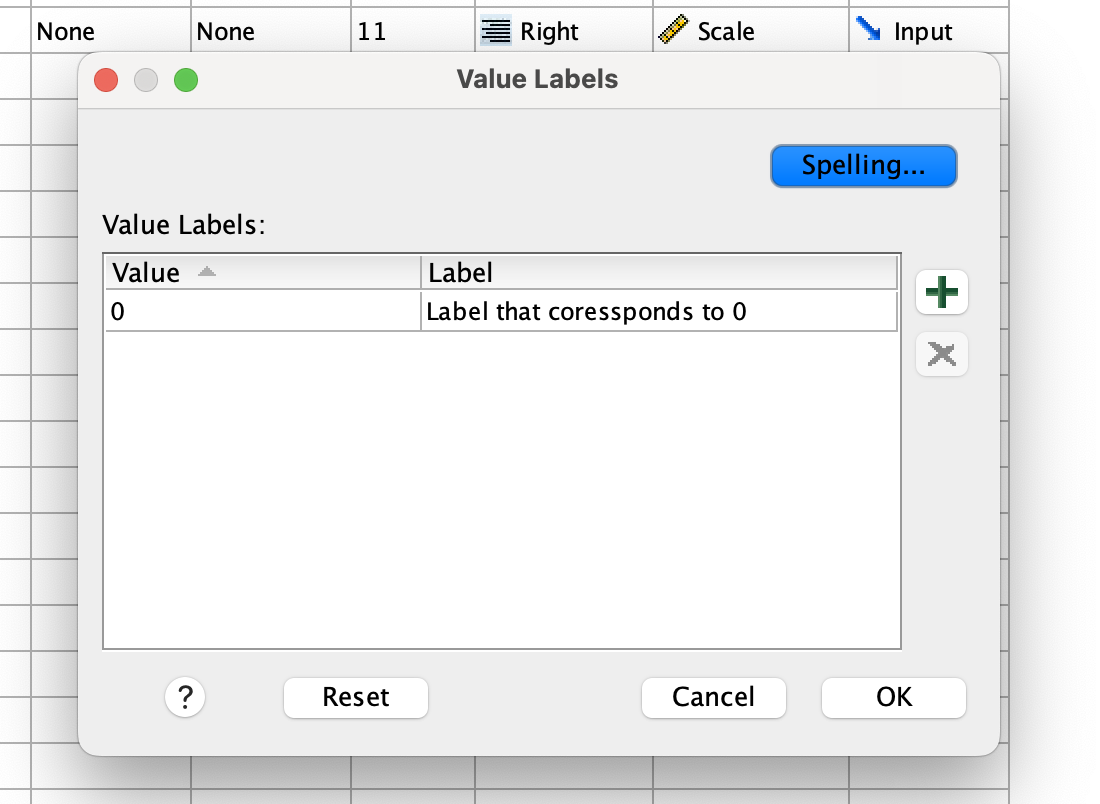 None None 11 Right Scale Input
Value Labels
Spelling...
Value Labels:
Value Label
0 Label that coressponds to 0
? Reset Cancel OK